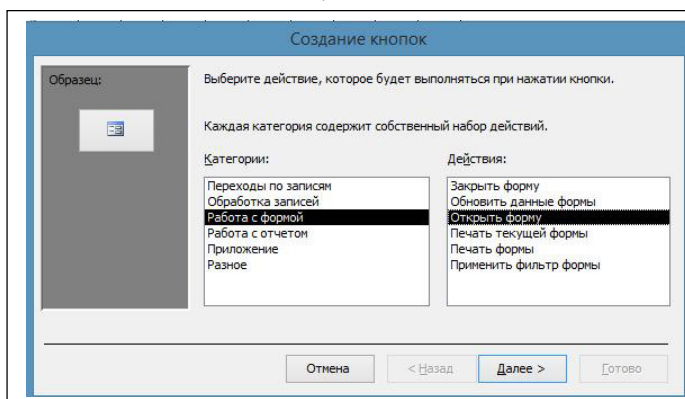 Создание кнопок
Образец:
Выберите действие, которое будет выполняться при нажатии кнопки.
Каждая категория содержит собственный набор действий.
Категории:
Действия:
Переходы по записям
Обработка записей
Работа с формой
Работа с отчетом
Приложение
Разное
Закрыть форму
Обновить данные формы
Открыть форму
Печать текущей формы
Печать формы
Применить фильтр формы
Отмена
< Назад
Далее >
Готово